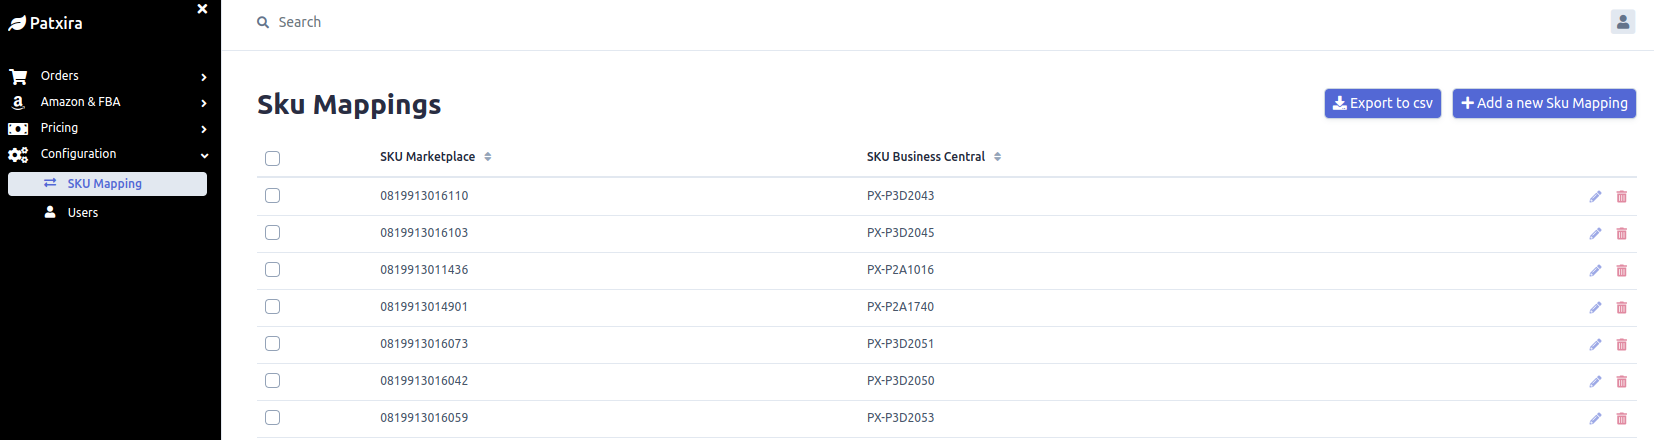 Patxira
Search
Orders
Amazon & FBA
Pricing
Configuration
SKU Mapping
Users
Sku Mappings
Export to csv
Add a new Sku Mapping
SKU Marketplace SKU Business Central
0819913016110 PX-P3D2043
0819913016103 PX-P3D2045
0819913011436 PX-P2A1016
0819913014901 PX-P2A1740
0819913016073 PX-P3D2051
0819913016042 PX-P3D2050
0819913016059 PX-P3D2053